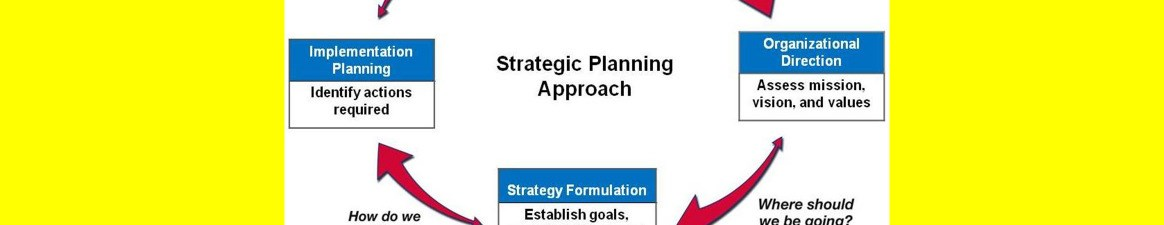 Implementation
Planning
Identify actions
required
Strategic Planning
Approach
Organizational
Direction
Assess mission,
vision, and values
Strategy Formulation
Establish goals,
How do we
Where should
we be going?